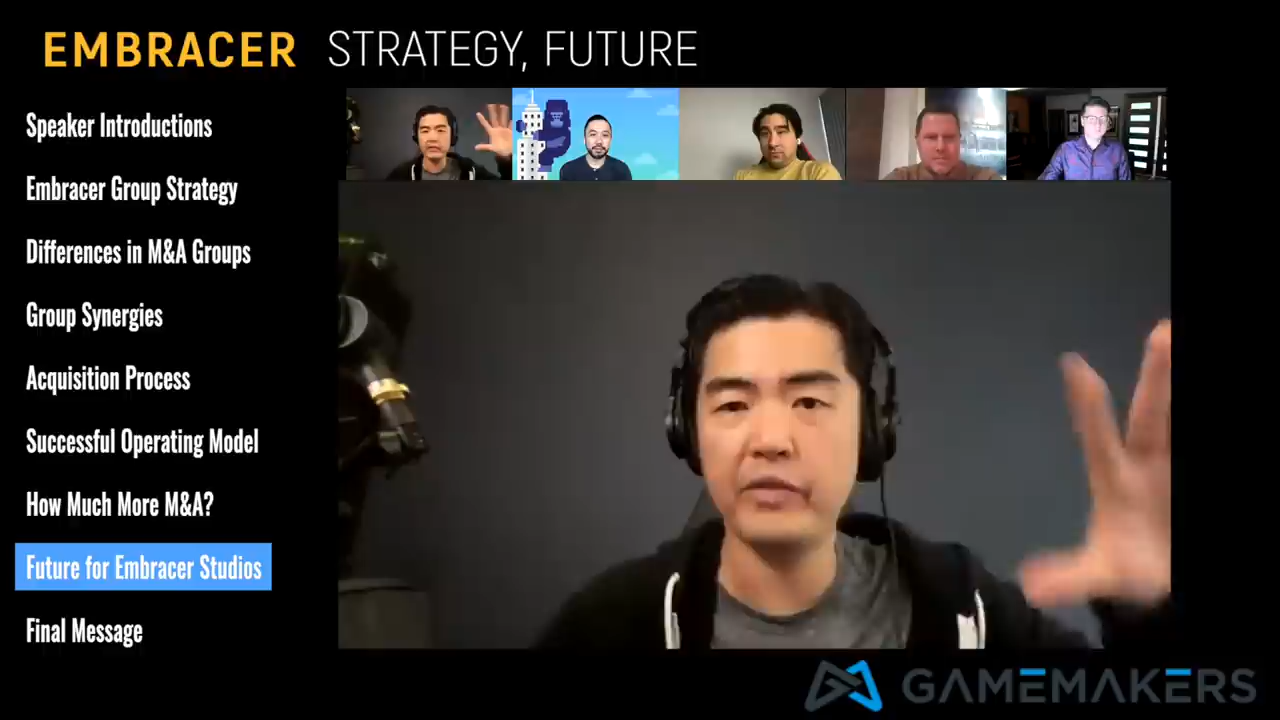 EMBRACER STRATEGY, FUTURE
Speaker Introductions
Embracer Group Strategy
Differences in M&A Groups
Group Synergies
Acquisition Process
Successful Operating Model
How Much More M&A?
Future for Embracer Studios
Final Message
GAMEMAKERS